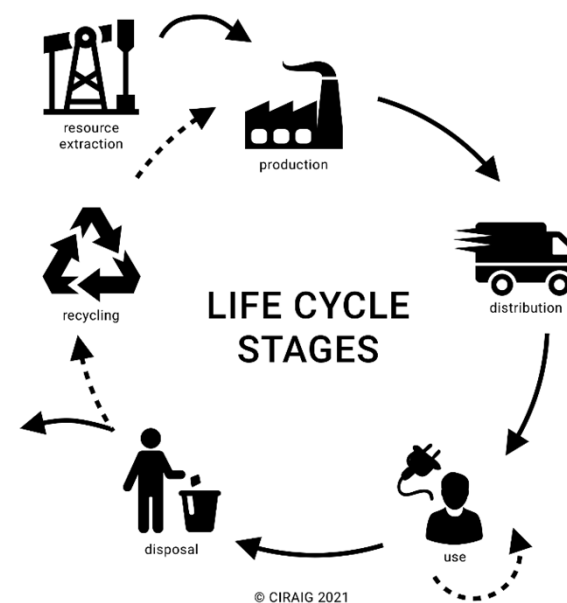 resource
extraction
production
recycling
LIFE CYCLE
STAGES
distribution
disposal
use
© CIRAIG 2021